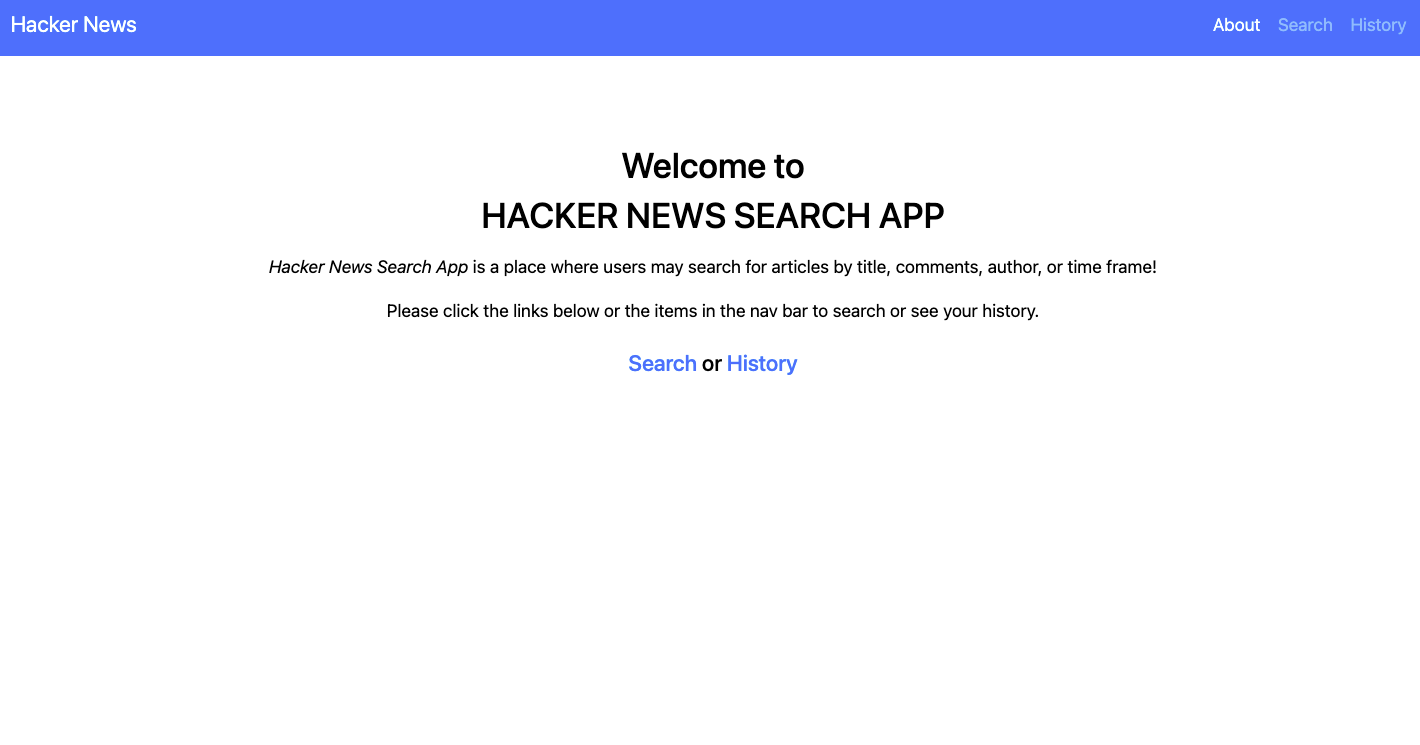 Hacker News
About Search History
Welcome to
HACKER NEWS SEARCH APP
Hacker News Search App is a place where users may search for articles by title, comments, author, or time frame!
Please click the links below or the items in the nav bar to search or see your history.
Search or History